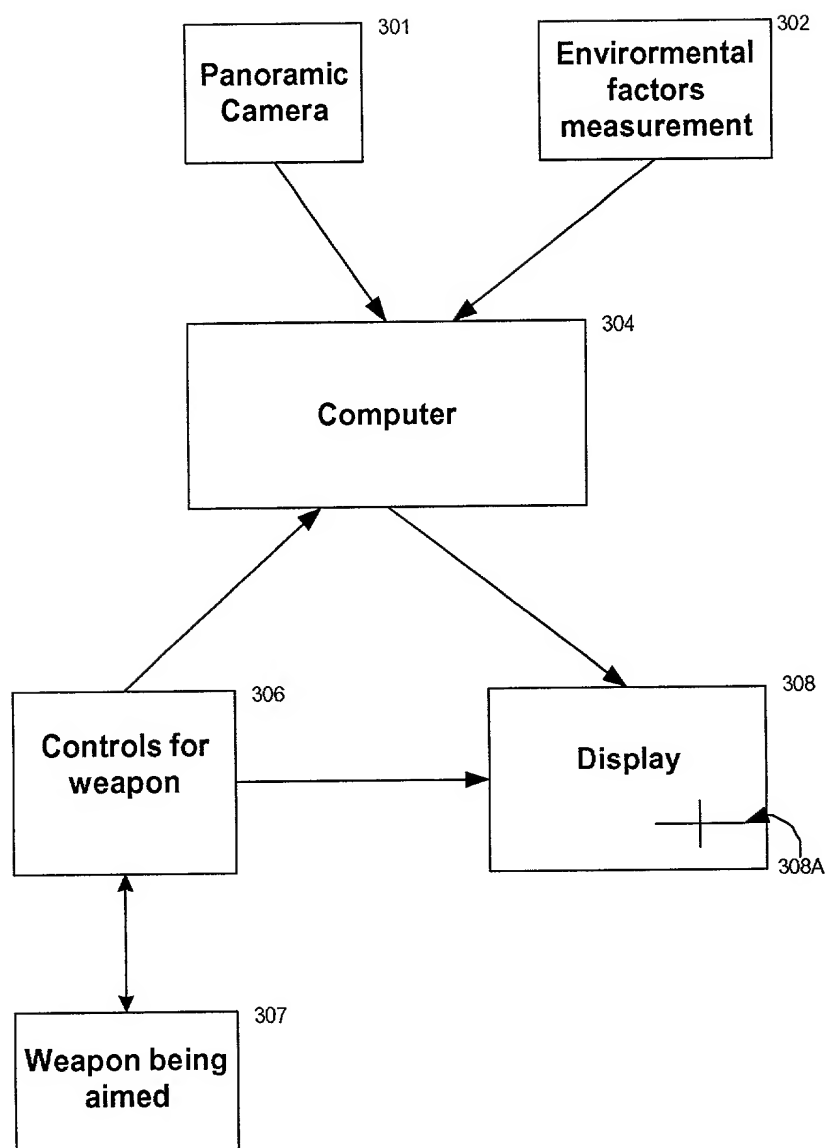 301
Panoramic
Camera
302
Envirormental
factors
measurement
304
Computer
306
Controls for
weapon
308
Display
308A
307
Weapon being
aimed